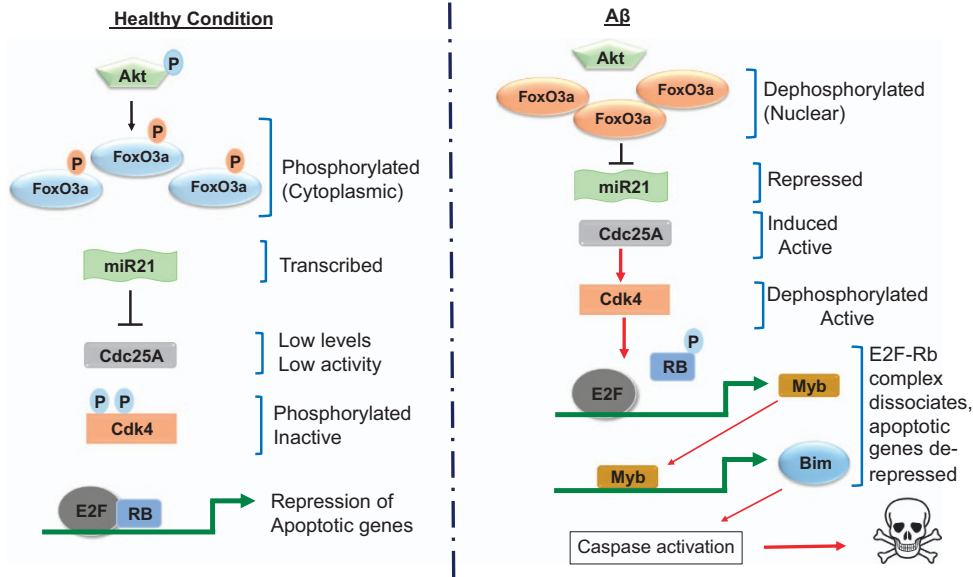 Healthy Condition
Akt
P
P
FoxO3a
P
FoxO3a
P
FoxO3a
Phosphorylated
(Cytoplasmic)
miR21
Transcribed
Cdc25A
Low levels
Low activity
P P
Cdk4
Phosphorylated
Inactive
E2F
RB
Repression of
Apoptotic genes
Aβ
Akt
FoxO3a
FoxO3a
FoxO3a
Dephosphorylated
(Nuclear)
miR21
Repressed
Cdc25A
Induced
Active
Cdk4
Dephosphorylated
Active
P
RB
E2F
Myb
Myb
Bim
E2F-Rb
complex
dissociates,
apoptotic
genes de-
repressed
Caspase activation